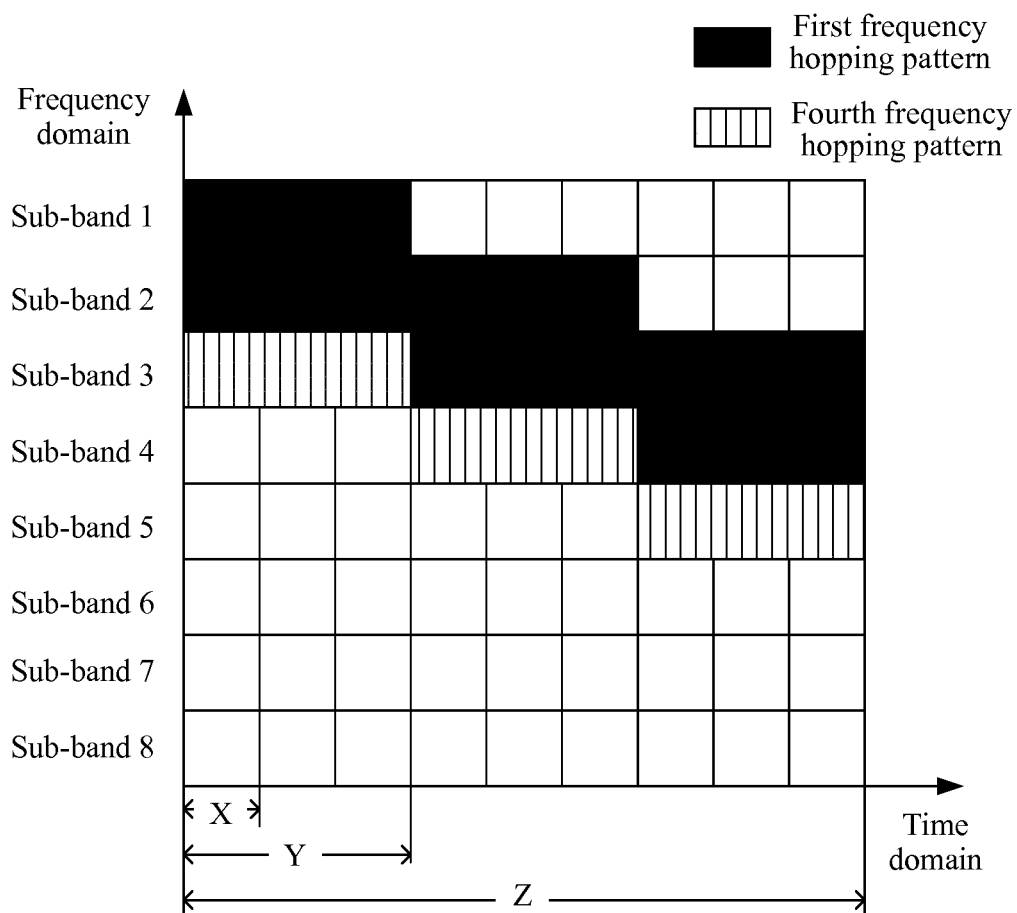 First frequency
hopping pattern
Fourth frequency
hopping pattern
Frequency
domain
Sub-band 1
Sub-band 2
Sub-band 3
Sub-band 4
Sub-band 5
Sub-band 6
Sub-band 7
Sub-band 8
X
Y
Z
Time
domain